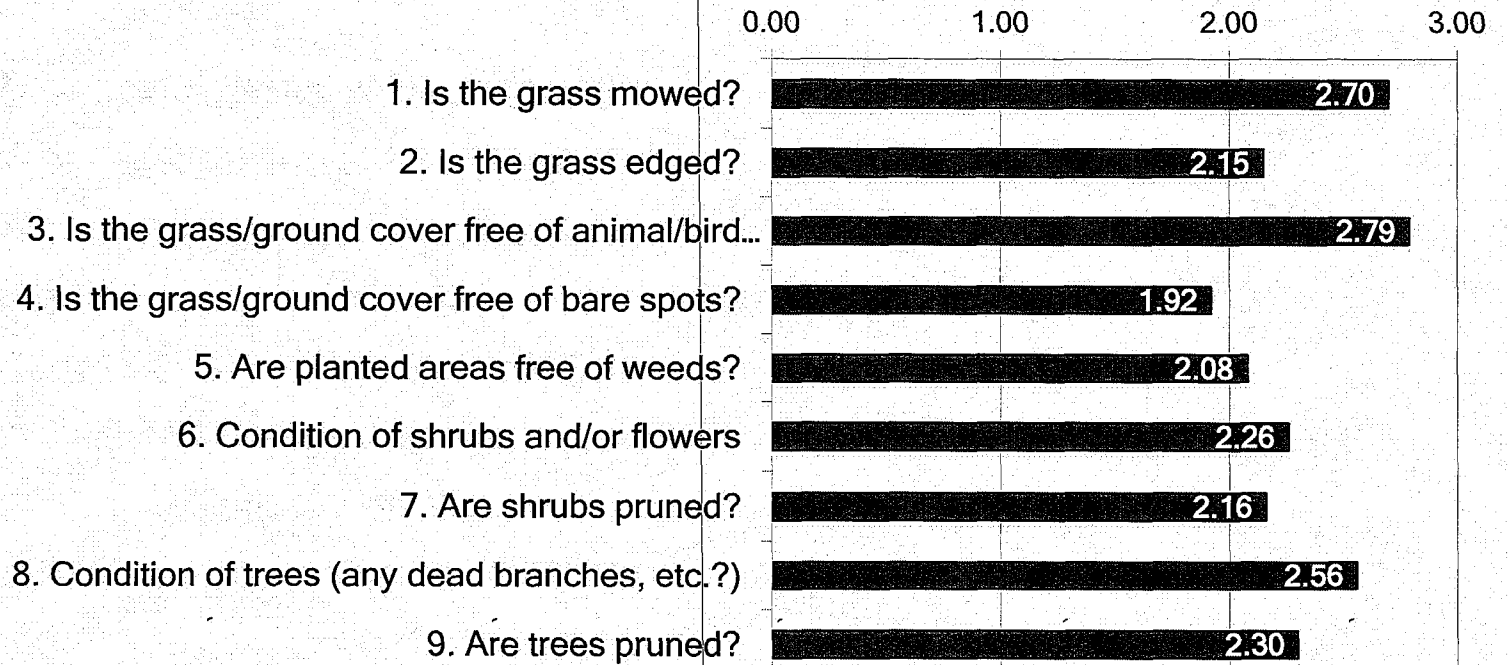 0.00 1.00 2.00 3.00
1. Is the grass mowed? 2.70
2. Is the grass edged? 2.15
3. Is the grass/ground cover free of animal/bird... 2.79
4. Is the grass/ground cover free of bare spots? 1.92
5. Are planted areas free of weeds? 2.08
6. Condition of shrubs and/or flowers 2.26
7. Are shrubs pruned? 2.16
8. Condition of trees (any dead branches, etc.?) 2.56
9. Are trees pruned? 2.30